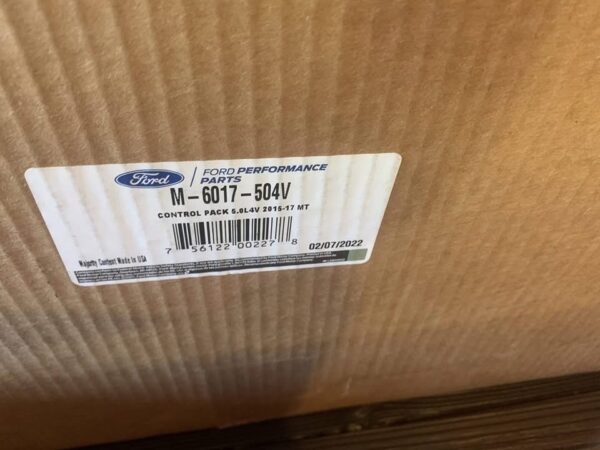 Ford / FORD PERFORMANCE
PARTS
M-6017-504V
CONTROL PACK 5.0L4V 2015-17 MT
7 56122 00227 8
02/07/2022
Majority Content Made in USA